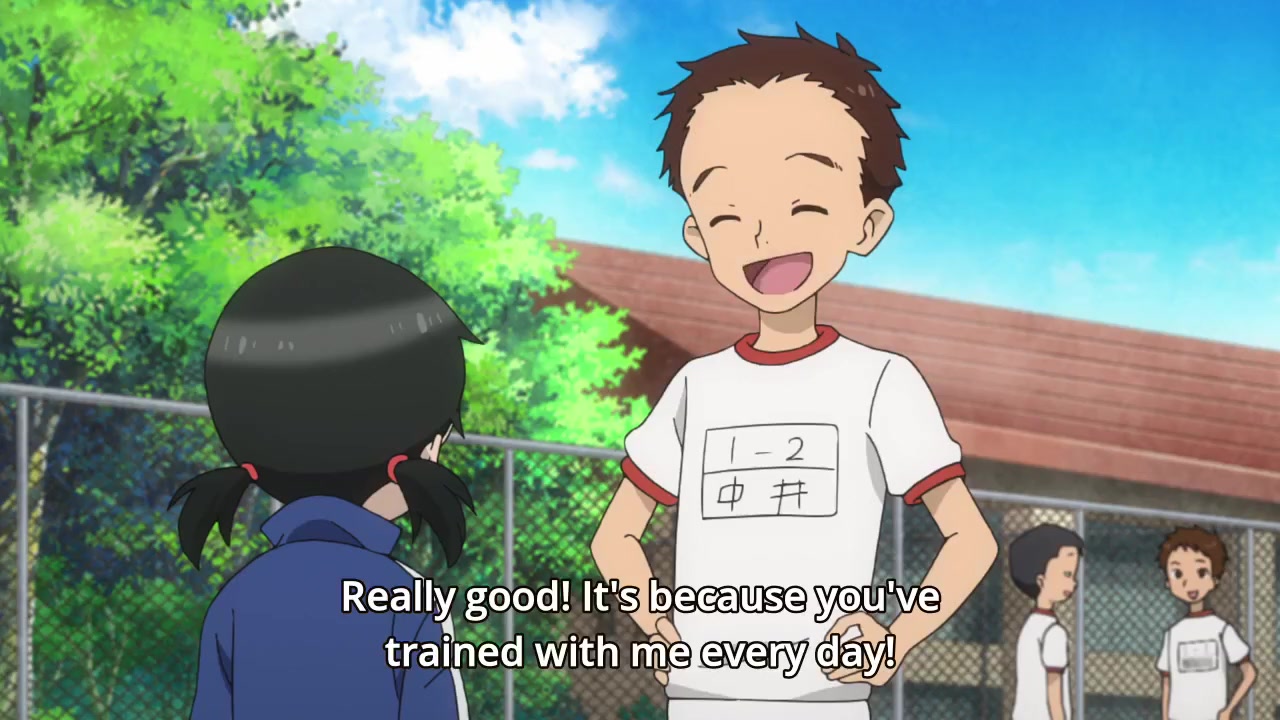 1-2
中井
Really good! It's because you've
trained with me every day!